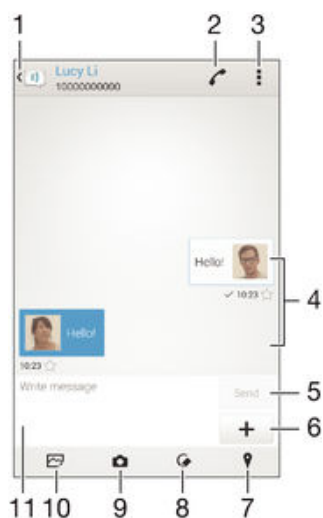 1 2 3
Lucy Li
10000000000
Hello!
10:23
4
Hello!
10:23
Write message
Send
5
6
11 10 9 8 7